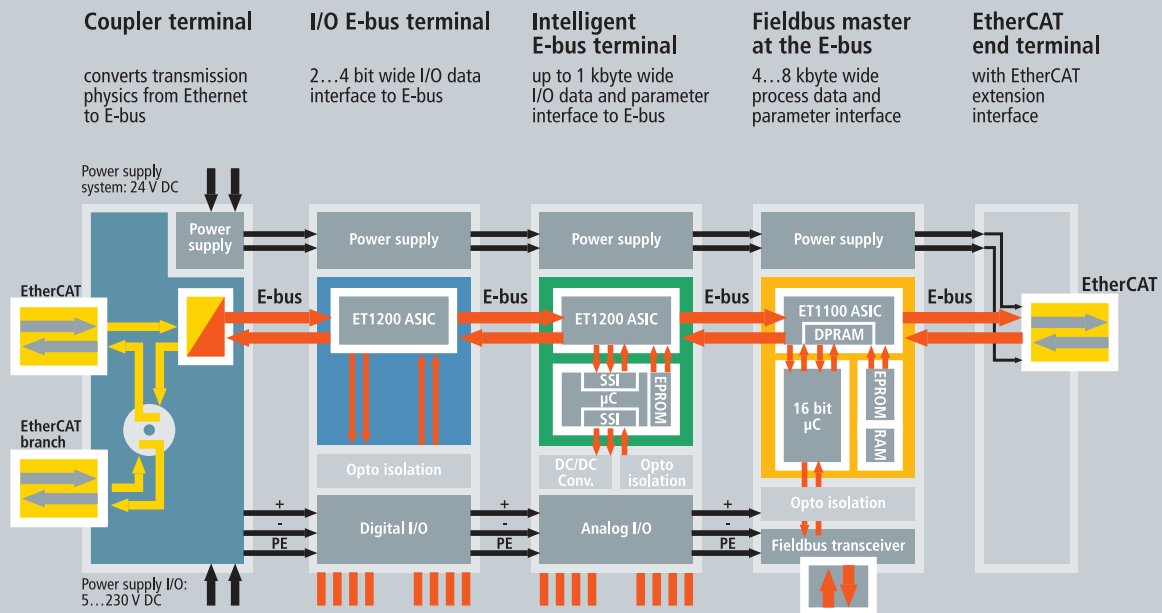 Coupler terminal
converts transmission
physics from Ethernet
to E-bus
I/O E-bus terminal
2…4 bit wide I/O data
interface to E-bus
Intelligent
E-bus terminal
up to 1 kbyte wide
I/O data and parameter
interface to E-bus
Fieldbus master
at the E-bus
4…8 kbyte wide
process data and
parameter interface
EtherCAT
end terminal
with EtherCAT
extension
interface
Power supply
system: 24 V DC
Power
supply
Power supply
Power supply
Power supply
EtherCAT
E-bus
E-bus
E-bus
E-bus
EtherCAT
ET1200 ASIC
ET1200 ASIC
ET1100 ASIC
DPRAM
SSI
µC
SSI
EPROM
16 bit
µC
EPROM
RAM
EtherCAT
branch
Opto isolation
DC/DC
Conv.
Opto
isolation
Opto isolation
+
-
PE
Digital I/O
+
-
PE
Analog I/O
+
-
PE
Fieldbus transceiver
Power supply I/O:
5…230 V DC